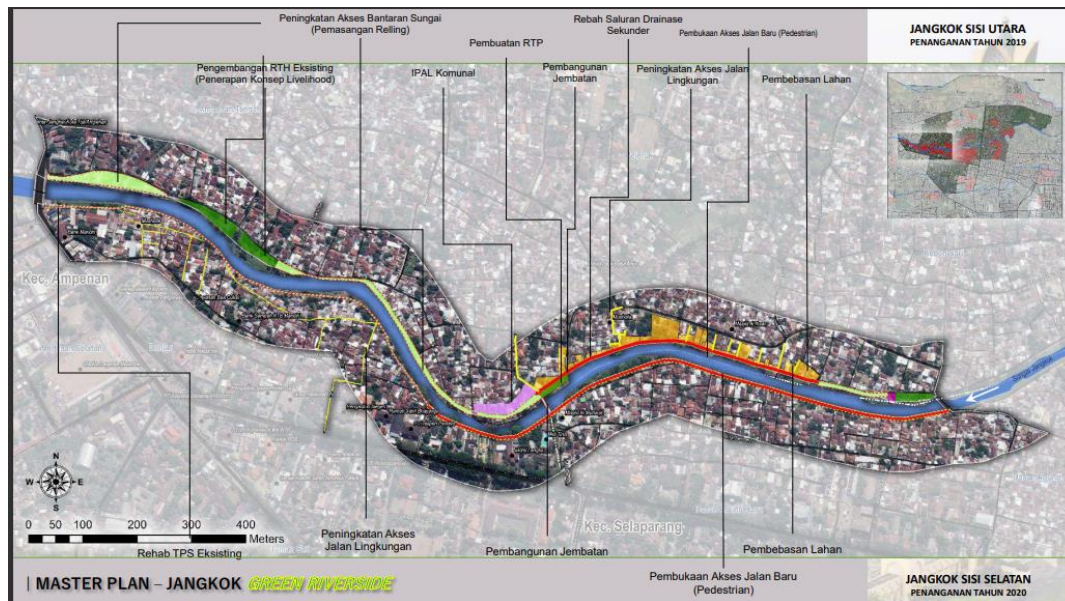 Peningkatan Akses Bantaran Sungai
(Pemasangan Relling)
Rebah Saluran Drainase
Sekunder
Pembuatan RTP
Pembukaan Akses Jalan Baru (Pedestrian)
JANGKOK SISI UTARA
PENANGANAN TAHUN 2019
Pengembangan RTH Eksisting
(Penerapan Konsep Livelihood)
IPAL Komunal
Pembangunan
Jembatan
Peningkatan Akses Jalan
Lingkungan
Pembebasan Lahan
Kec. Ampenan
Kec. Selaparang
N
W
E
S
0 50 100 200 300 400
Meters
Rehab TPS Eksisting
Peningkatan Akses
Jalan Lingkungan
Pembangunan Jembatan
Pembebasan Lahan
Pembukaan Akses Jalan Baru
(Pedestrian)
| MASTER PLAN – JANGKOK GREEN RIVERSIDE
JANGKOK SISI SELATAN
PENANGANAN TAHUN 2020